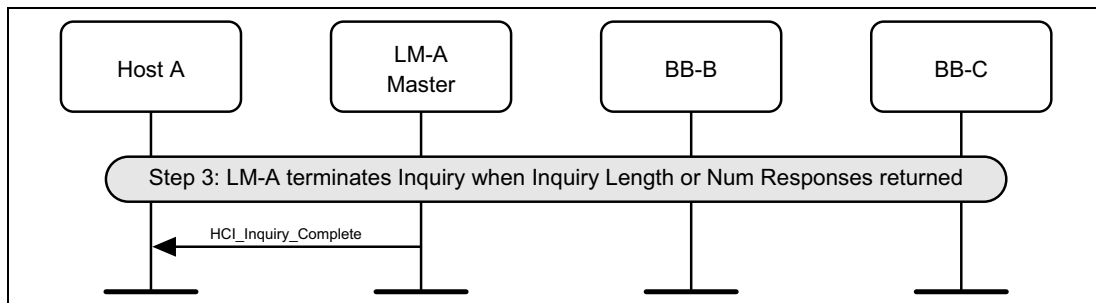 Host A
LM-A
Master
BB-B
BB-C
Step 3: LM-A terminates Inquiry when Inquiry Length or Num Responses returned
HCI_Inquiry_Complete